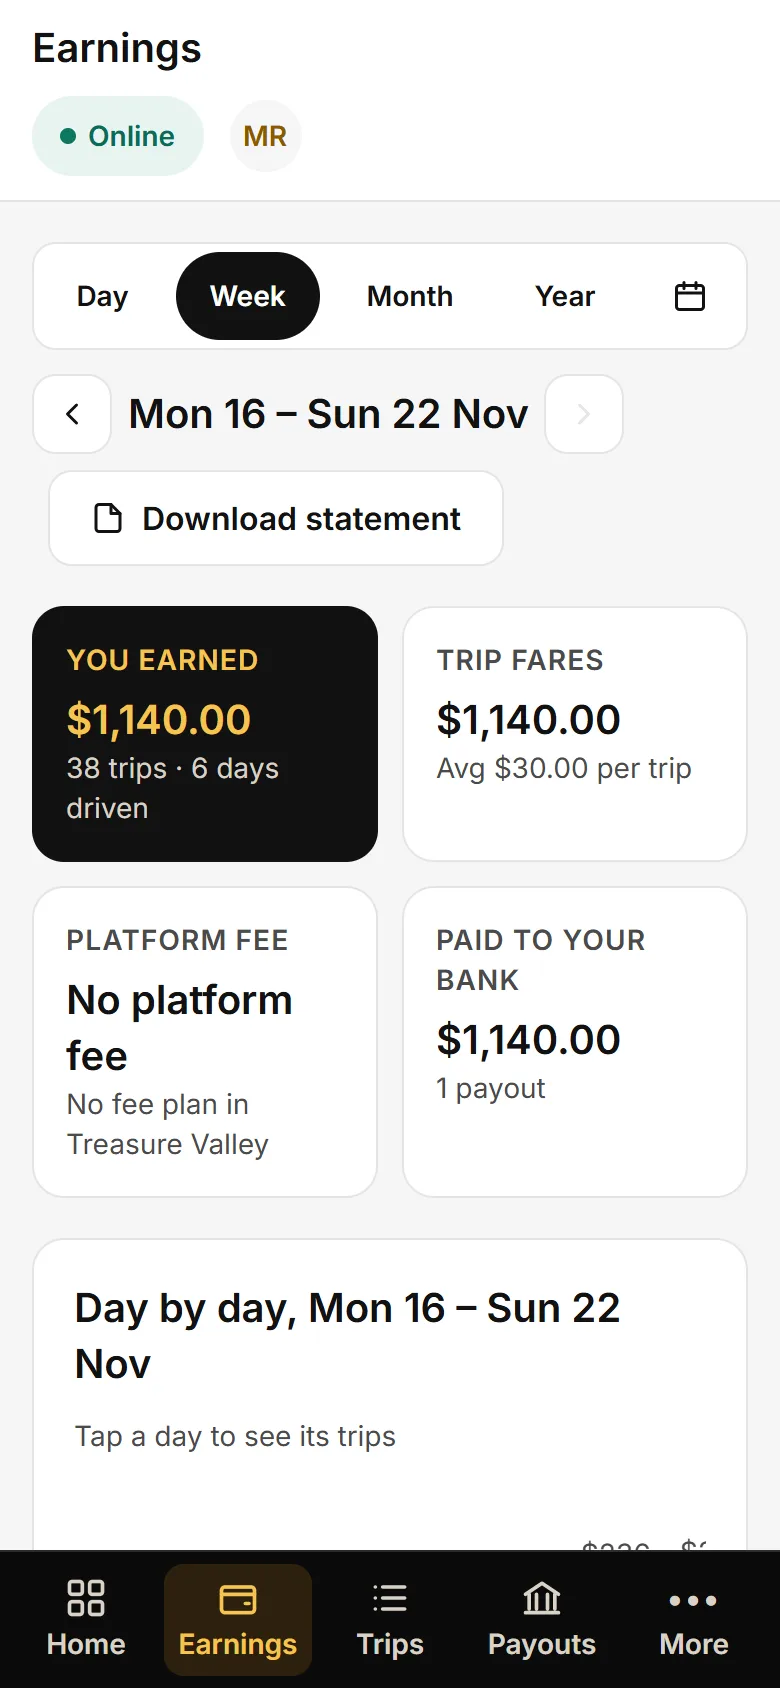 Earnings
Online
MR
Day
Week
Month
Year
Mon 16 – Sun 22 Nov
Download statement
YOU EARNED
$1,140.00
38 trips · 6 days
driven
TRIP FARES
$1,140.00
Avg $30.00 per trip
PLATFORM FEE
No platform
fee
No fee plan in
Treasure Valley
PAID TO YOUR
BANK
$1,140.00
1 payout
Day by day, Mon 16 – Sun 22
Nov
Tap a day to see its trips
Home
Earnings
Trips
Payouts
More